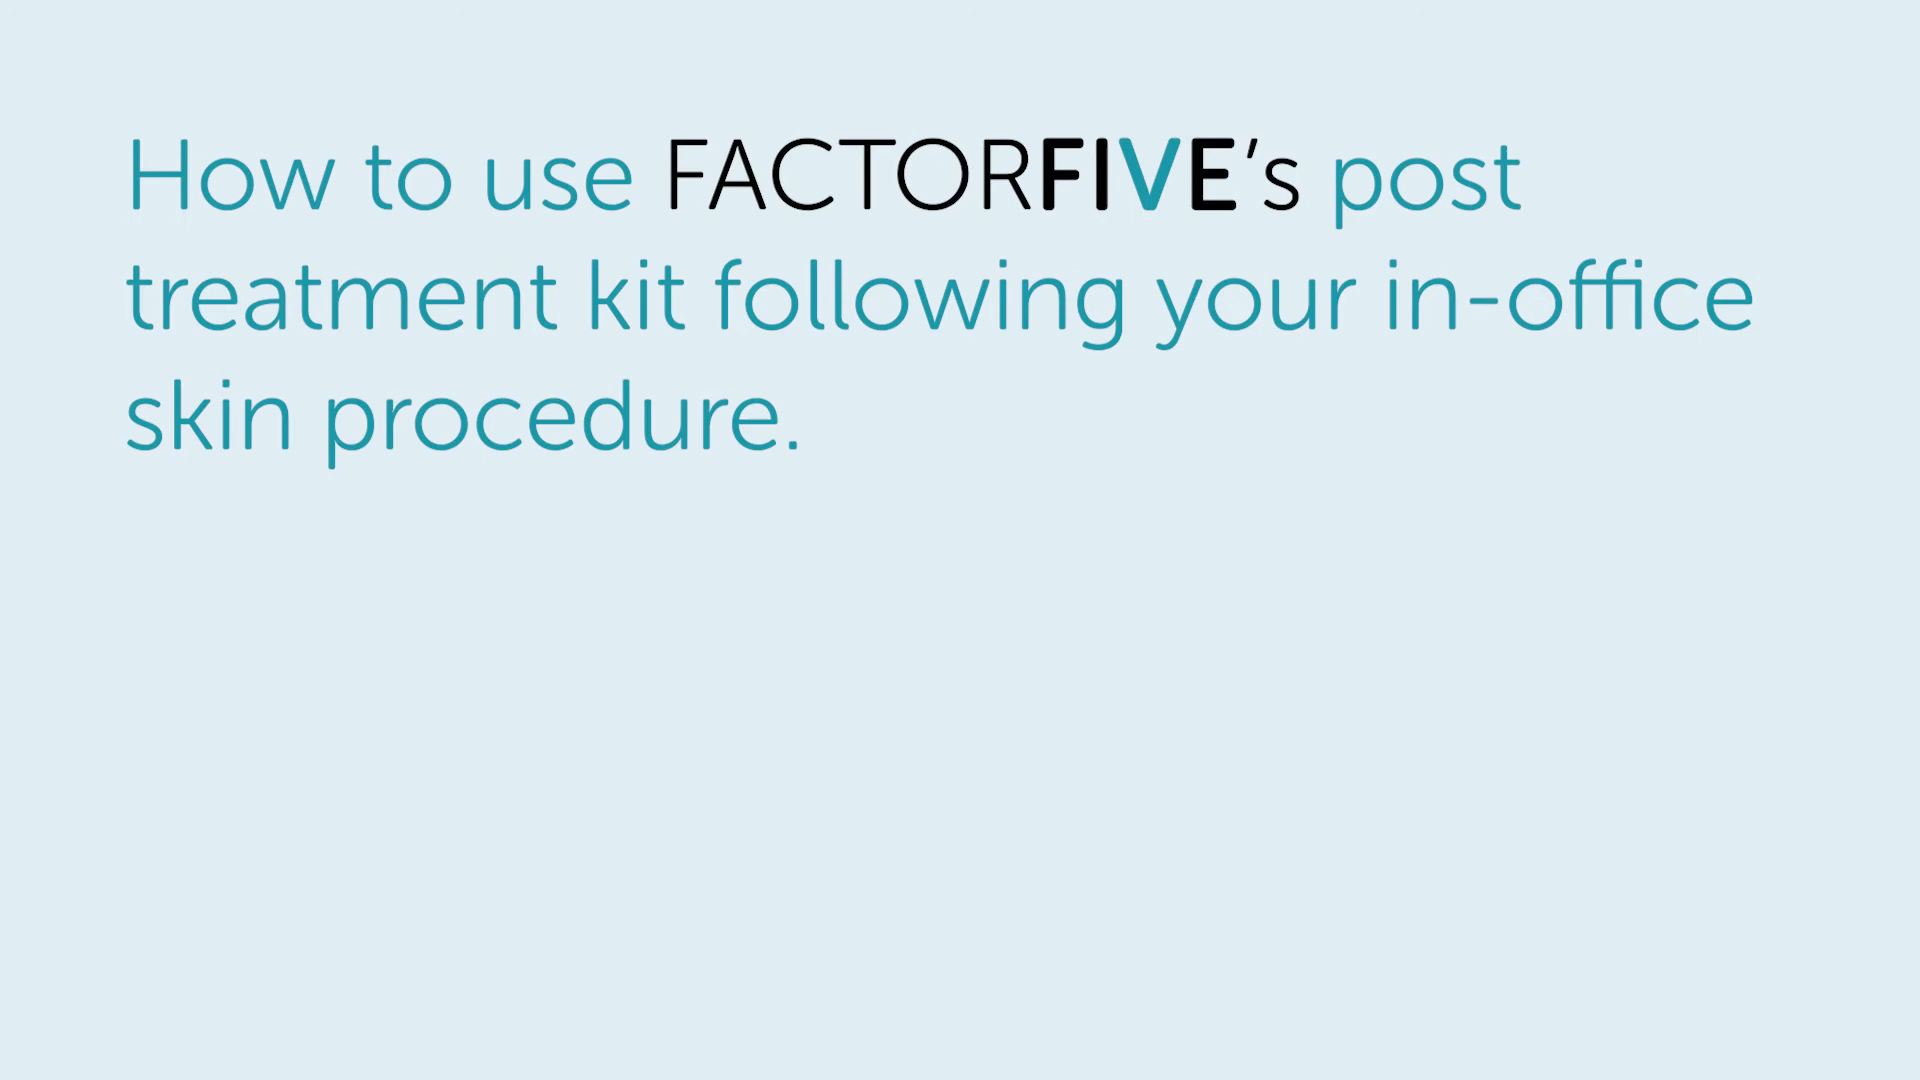 How to use FACTORFIVE’s post
treatment kit following your in-office
skin procedure.